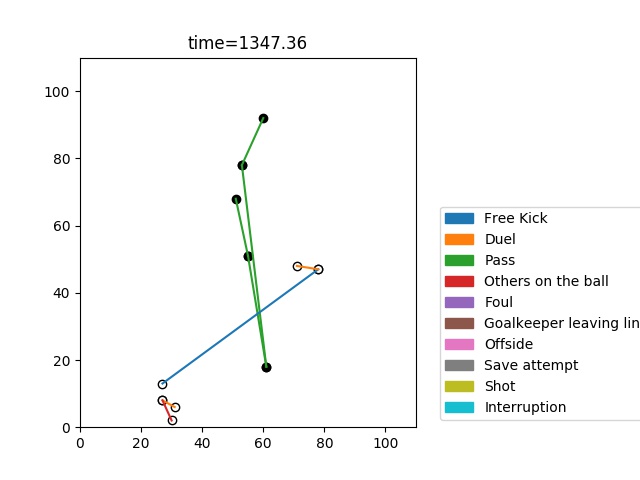 time=1347.36
100
80
60
40
20
0
0 20 40 60 80 100
Free Kick
Duel
Pass
Others on the ball
Foul
Goalkeeper leaving lin
Offside
Save attempt
Shot
Interruption